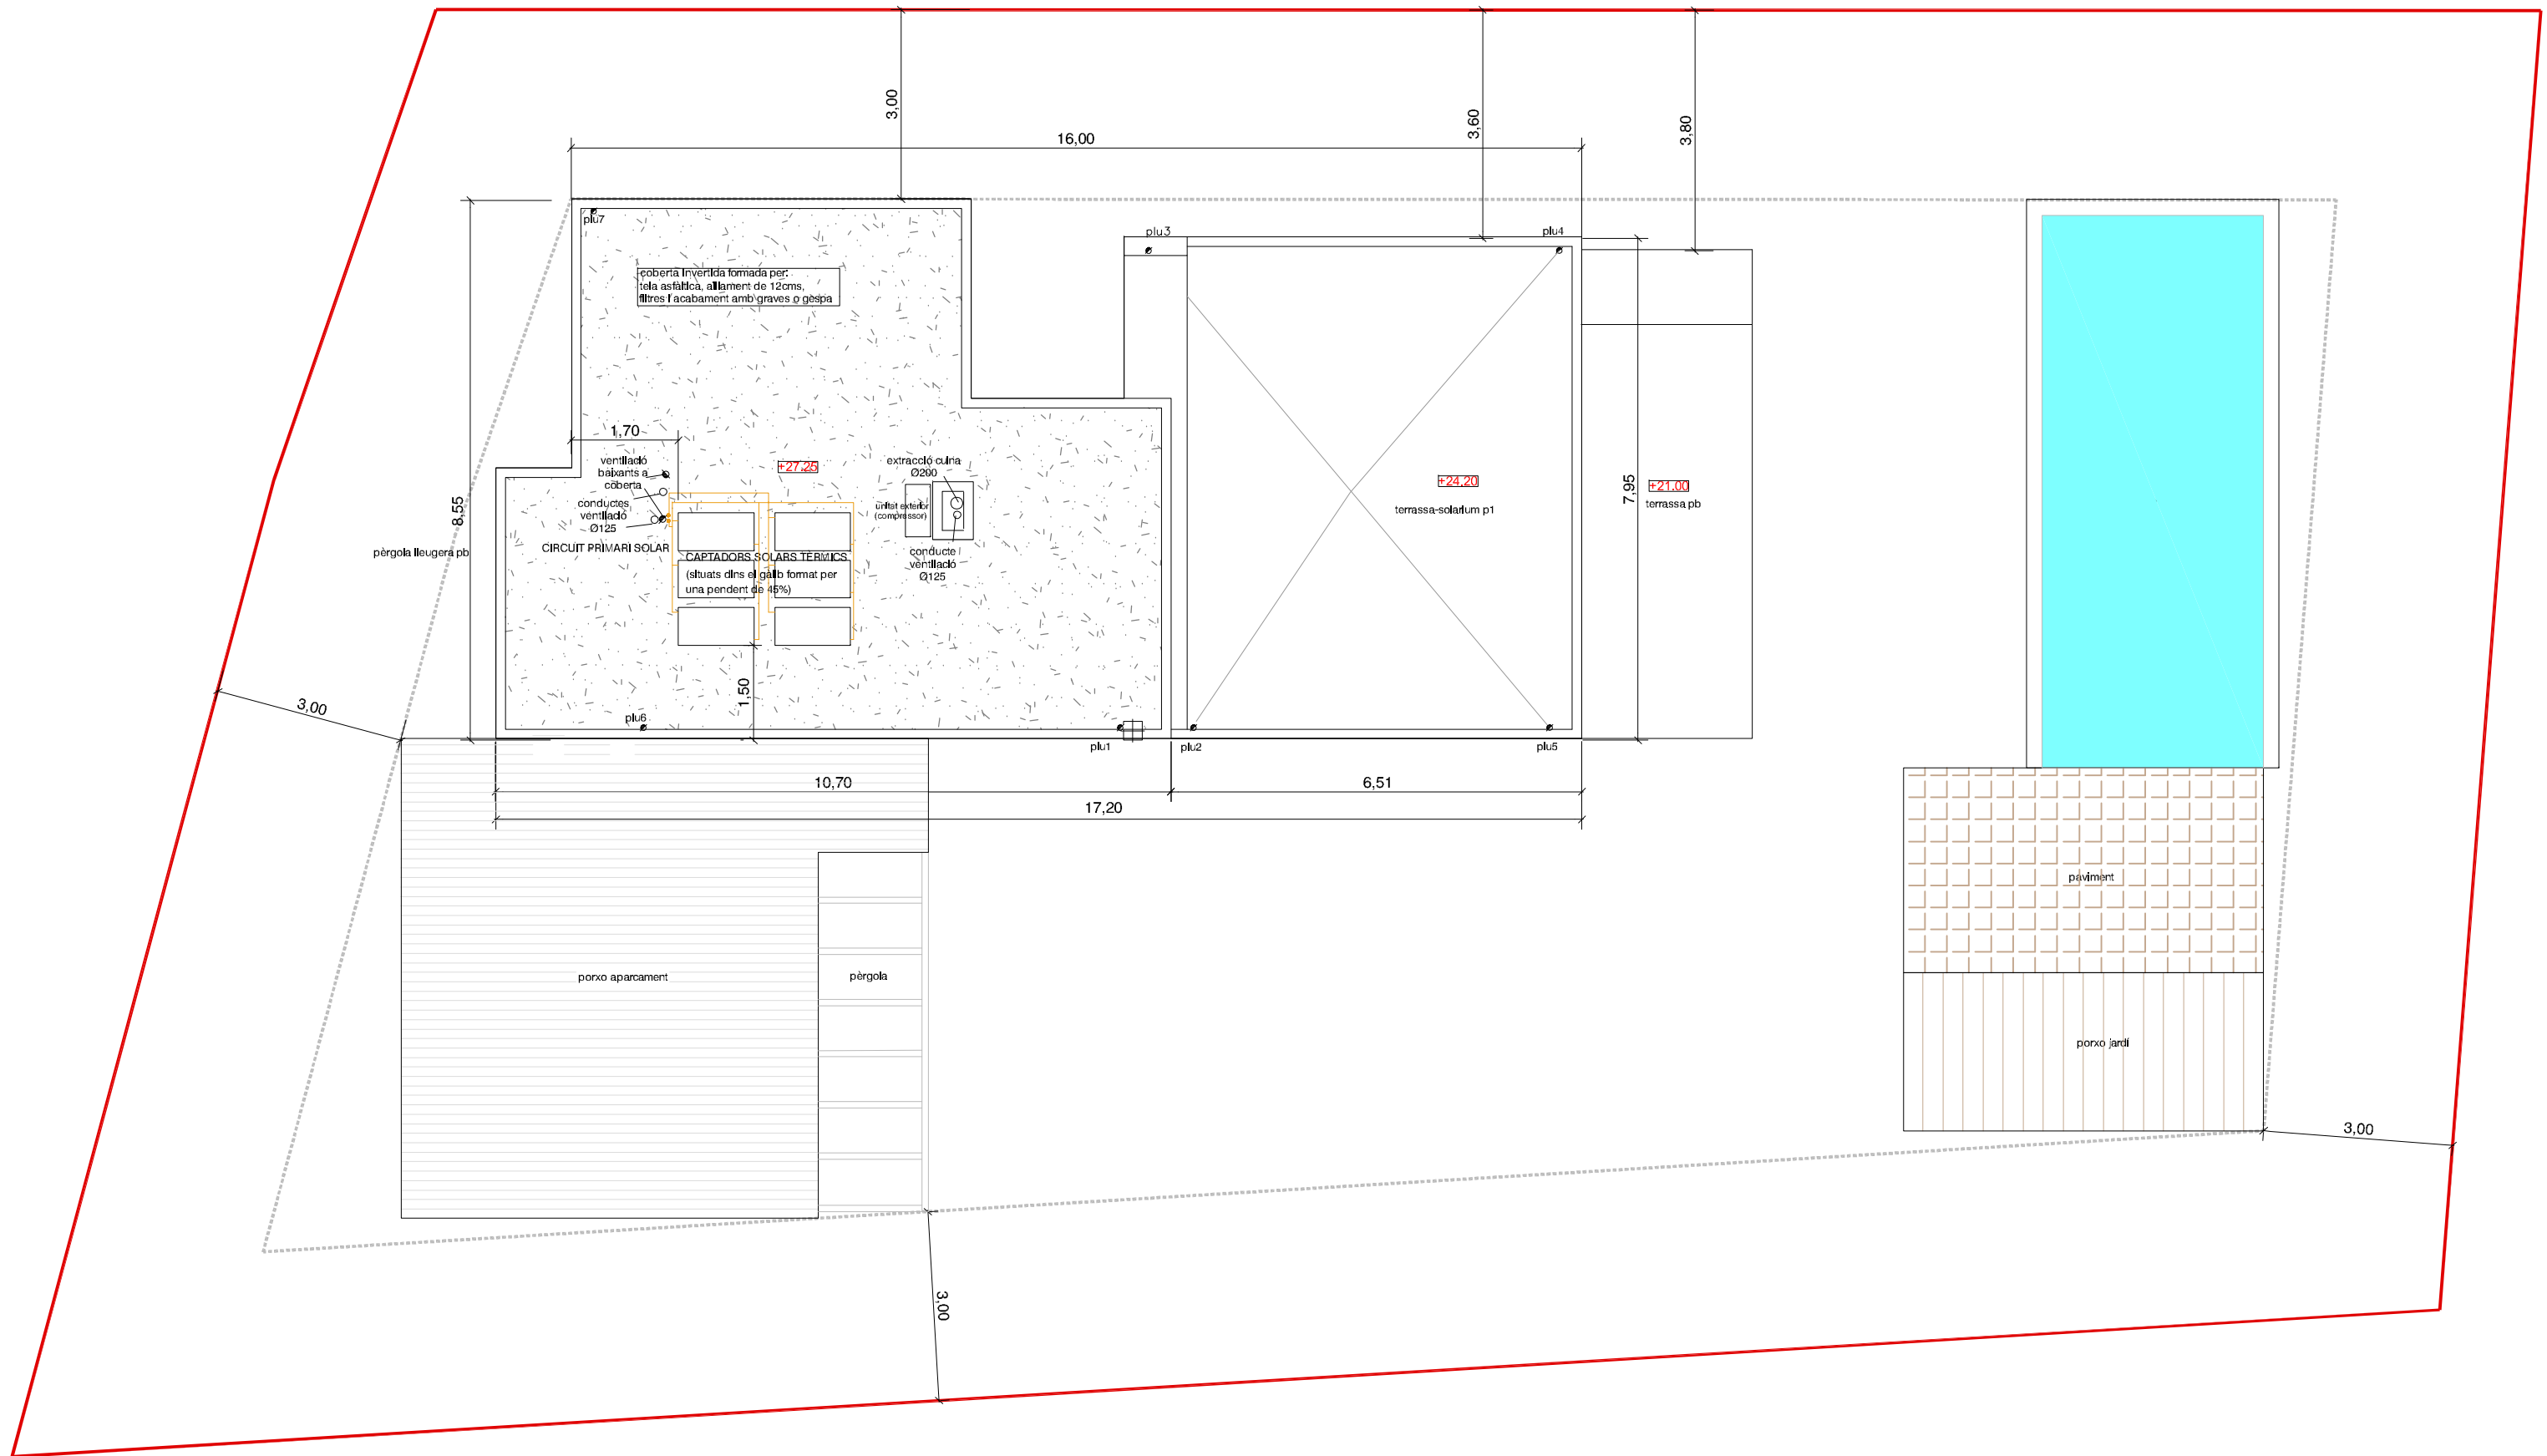 3,00
3,60
3,80
16,00
plu7
plu3
plu4
coberta invertida formada per:
tela asfàltica, aïllament de 12cms,
filtres i acabament amb graves o gespa
1,70
ventilació
baixants a
coberta
+27.25
extracció cuina
Ø200
+24.20
terrassa-solarium p1
7,95
+21.00
terrassa pb
8,55
conductes
ventilació
Ø125
unitat exterior
(compressor)
pèrgola lleugera pb
CIRCUIT PRIMARI SOLAR
CAPTADORS SOLARS TÈRMICS
(situats dins el gàlib format per
una pendent de 45%)
conducte
ventilació
Ø125
3,00
1,50
plu6
plu1
plu2
plu5
10,70
6,51
17,20
paviment
porxo aparcament
pèrgola
porxo jardí
3,00
3,00